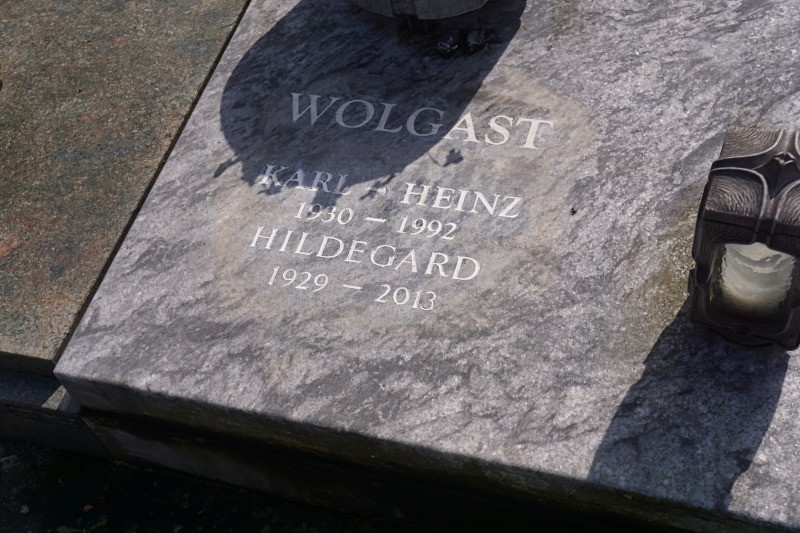 WOLGAST
KARL – HEINZ
1930 – 1992
HILDEGARD
1929 – 2013